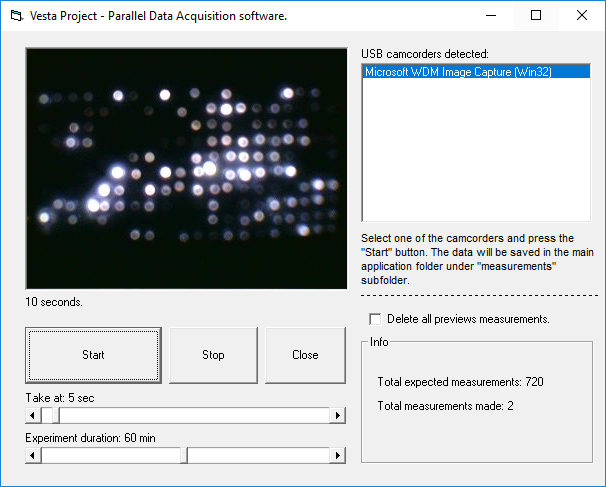 Vesta Project - Parallel Data Acquisition software.
USB camcorders detected:
Microsoft WDM Image Capture (Win32)
Select one of the camcorders and press the
"Start" button. The data will be saved in the main
application folder under "measurements"
subfolder.
10 seconds.
Delete all previews measurements.
Start
Stop
Close
Info
Total expected measurements: 720
Total measurements made: 2
Take at: 5 sec
Experiment duration: 60 min